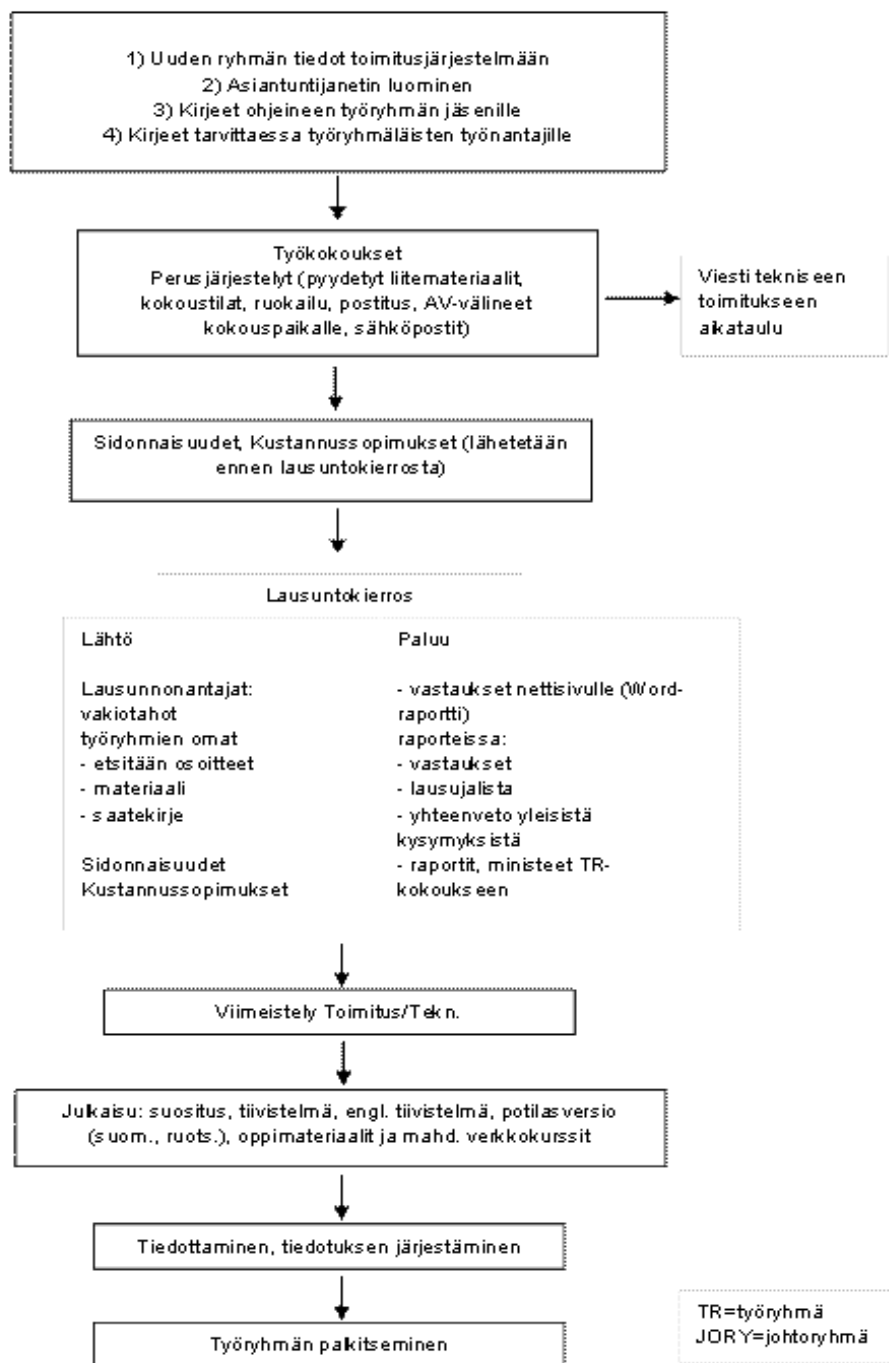 1) Uuden ryhmän tiedot toimitusjärjestelmään
2) Asiantuntijanetin luominen
3) Kirjeet ohjeineen työryhmän jäsenille
4) Kirjeet tarvittaessa työryhmäläisten työnantajille
Työkokoukset
Perusjärjestelyt (pyydetyt liitemateriaalit,
kokoustilat, ruokailu, postitus, AV-välineet
kokouspaikalle, sähköpostit)
Viesti tekniseen
toimitukseen
aikataulu
Sidonnaisuudet, Kustannussopimukset (lähetetään
ennen lausuntokierrosta)
Lausuntokierros
Lähtö
Lausunnonantajat:
vakiotahot
työryhmien omat
- etsitään osoitteet
- materiaali
- saatekirje
Sidonnaisuudet
Kustannussopimukset
Paluu
- vastaukset nettisivulle (Word-
raportti)
raporteissa:
- vastaukset
- lausujalista
- yhteenveto yleisistä
kysymyksistä
- raportit, ministeet TR-
kokoukseen
Viimeistely Toimitus/Tekn.
Julkaisu: suositus, tiivistelmä, engl. tiivistelmä, potilasversio
(suom., ruots.), oppimateriaalit ja mahd. verkkokurssit
Tiedottaminen, tiedotuksen järjestäminen
Työryhmän palkitseminen
TR=työryhmä
JORY=johtoryhmä